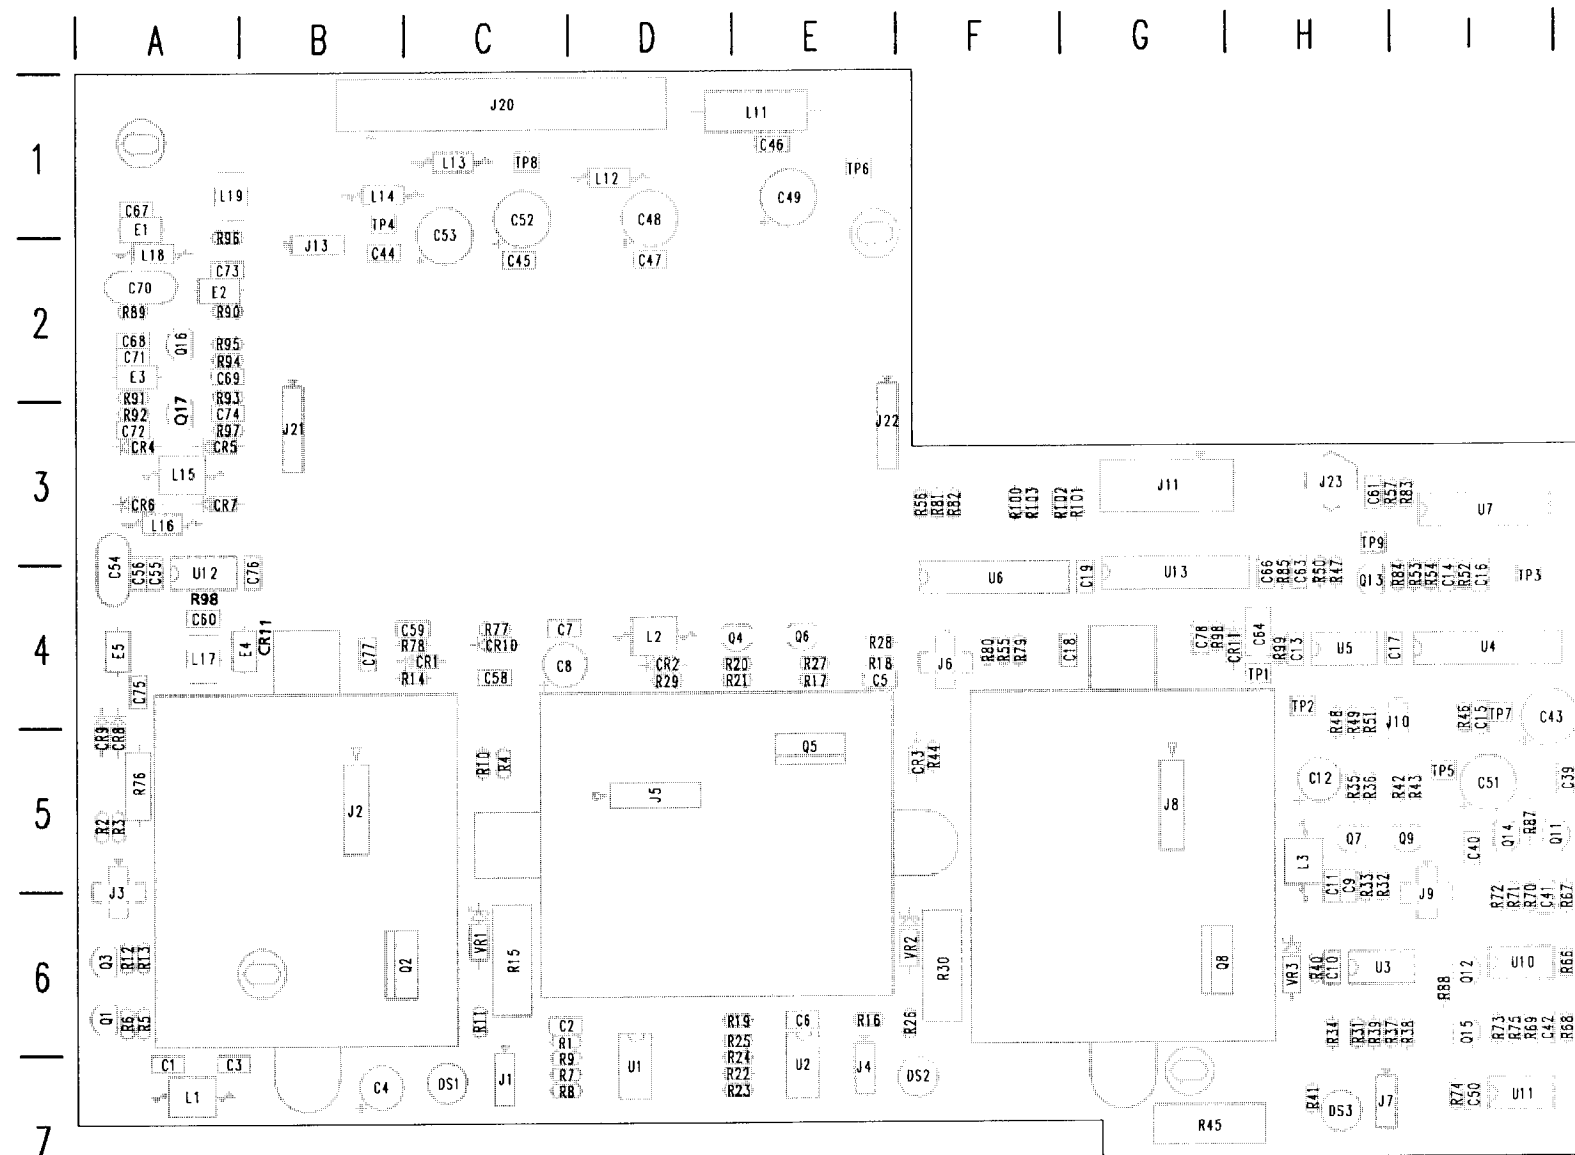 A B C D E F G H I
J20
L11
C46
1
L13
TP8
TP6
L12
L19
L14
C49
C67
C52
C48
E1
TP4
C53
R96
J13
L18
C44
C45
C47
C73
C70
E2
R89
R90
2
C68
Q16
R95
C71
R94
E3
C69
R91
R93
R92
Q17
C74
C72
R97
J21
J22
CR4
CR5
L15
3
CR6
CR7
L16
R56
R81
R82
R100
R103
R102
R101
J11
J23
C61
R57
R83
U7
TP9
C54
C56
C55
U12
C76
U6
C19
U13
C66
R85
C63
R50
R47
Q13
R84
R53
R54
C14
R52
C16
TP3
R98
C60
4
E5
L17
E4
CR11
C77
C59
R77
C7
R78
CR10
CR1
C8
R14
C58
L2
Q4
Q6
R28
CR2
R20
R27
R18
R29
R21
R17
C5
J6
R80
R55
R79
C18
C78
R98
CR11
C64
R99
C13
U5
C17
U4
TP1
C75
TP2
R48
R49
R51
J10
R46
C15
TP7
C43
CR9
CR8
R10
R4
Q5
CR3
R44
R76
J2
J5
J8
C12
R35
R36
R42
R43
TP5
C51
C39
5
R2
R3
Q7
Q9
C40
Q14
R87
Q11
J3
L3
C11
C9
R33
R32
J9
R72
R71
R70
C41
R67
6
Q3
R12
R13
Q2
VR1
R15
VR2
R30
Q8
VR3
R40
C10
U3
R88
Q12
U10
R66
Q1
R6
R5
R11
C2
R19
C6
R16
R26
R34
R31
R39
R37
R38
Q15
R73
R75
R69
C42
R68
R1
R25
C1
C3
R9
U1
R24
U2
J4
DS2
C4
DS1
J1
R7
R22
R8
R23
L1
R41
DS3
J7
R74
C50
U11
R45
7